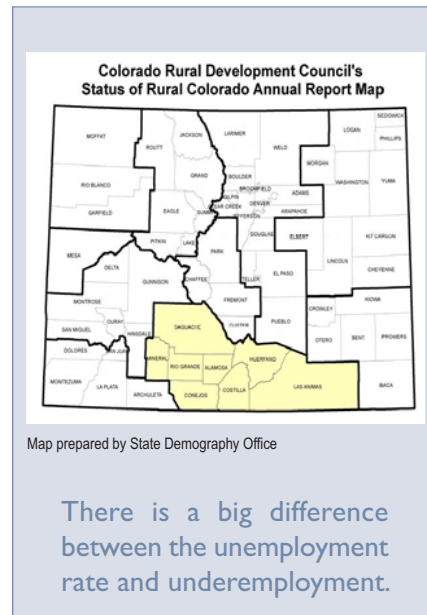 Colorado Rural Development Council's
Status of Rural Colorado Annual Report Map
SEDGWICK
MOFFAT
JACKSON
LARIMER
LOGAN
ROUTT
WELD
PHILLIPS
MORGAN
GRAND
BOULDER
RIO BLANCO
BROOMFIELD
WASHINGTON
YUMA
GILPIN
ADAMS
DENVER
EAGLE
CLEAR CREEK
GARFIELD
ARAPAHOE
JEFFERSON
PITKIN
LAKE
DOUGLAS
ELBERT
PARK
KIT CARSON
MESA
DELTA
LINCOLN
GUNNISON
CHAFFEE
TELLER
EL PASO
CHEYENNE
FREMONT
MONTROSE
KIOWA
CROWLEY
OURAY
SAGUACHE
CUSTER
PUEBLO
SAN MIGUEL
HINSDALE
OTERO
BENT
PROWERS
DOLORES
SAN JUAN
MINERAL
HUERFANO
RIO GRANDE
ALAMOSA
MONTEZUMA
LA PLATA
LAS ANIMAS
BACA
ARCHULETA
CONEJOS
COSTILLA
Map prepared by State Demography Office
There is a big difference
between the unemployment
rate and underemployment.